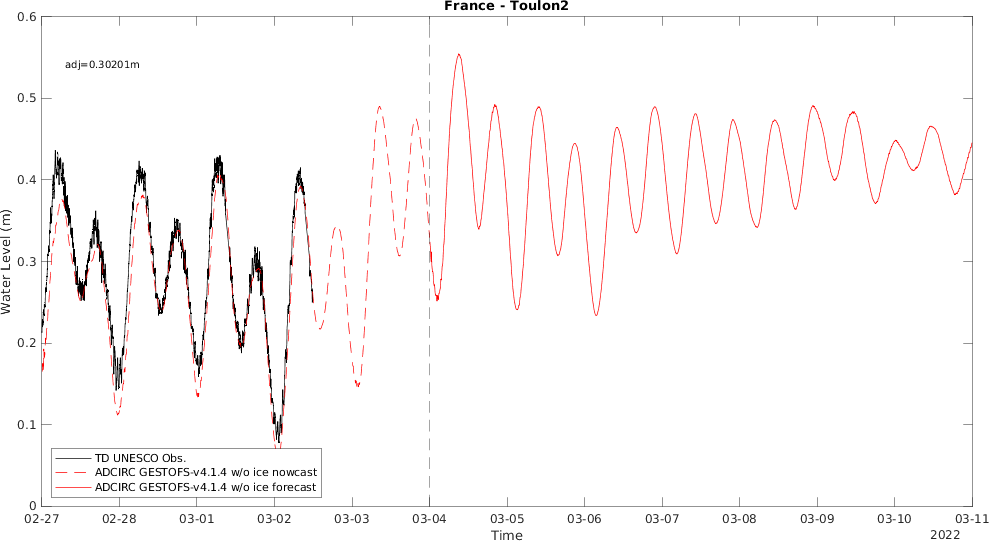 France - Toulon2
0.6
adj=0.30201m
0.5
0.4
0.3
Water Level (m)
0.2
0.1
TD UNESCO Obs.
ADCIRC GESTOFS-v4.1.4 w/o ice nowcast
ADCIRC GESTOFS-v4.1.4 w/o ice forecast
0
02-27 02-28 03-01 03-02 03-03 03-04 03-05 03-06 03-07 03-08 03-09 03-10 03-11
Time
2022